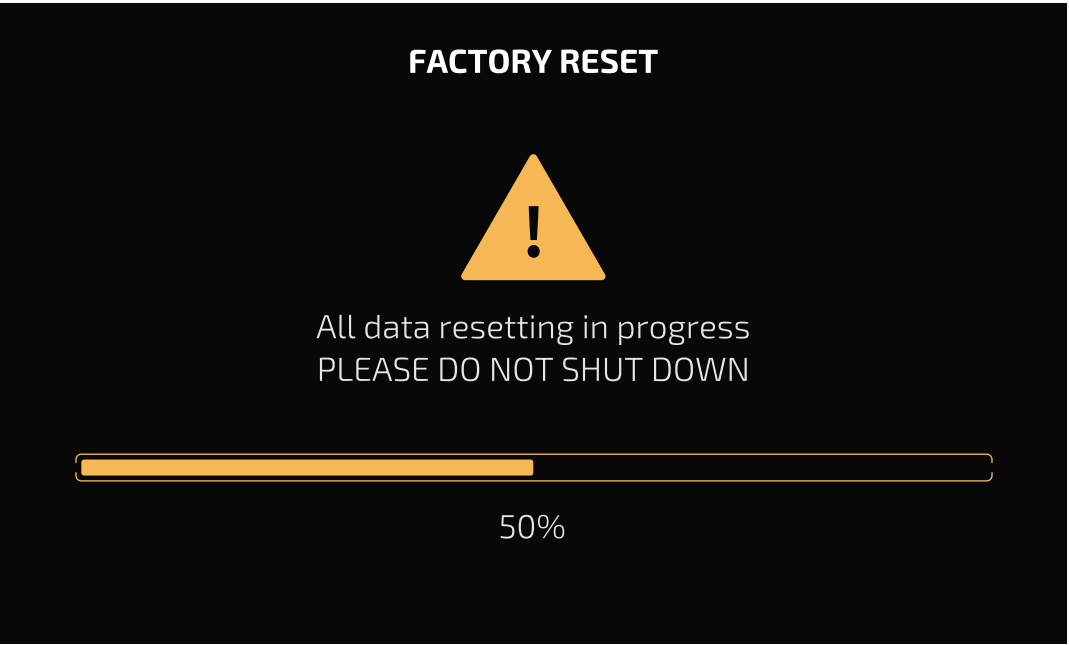 FACTORY RESET
!
All data resetting in progress
PLEASE DO NOT SHUT DOWN
50%